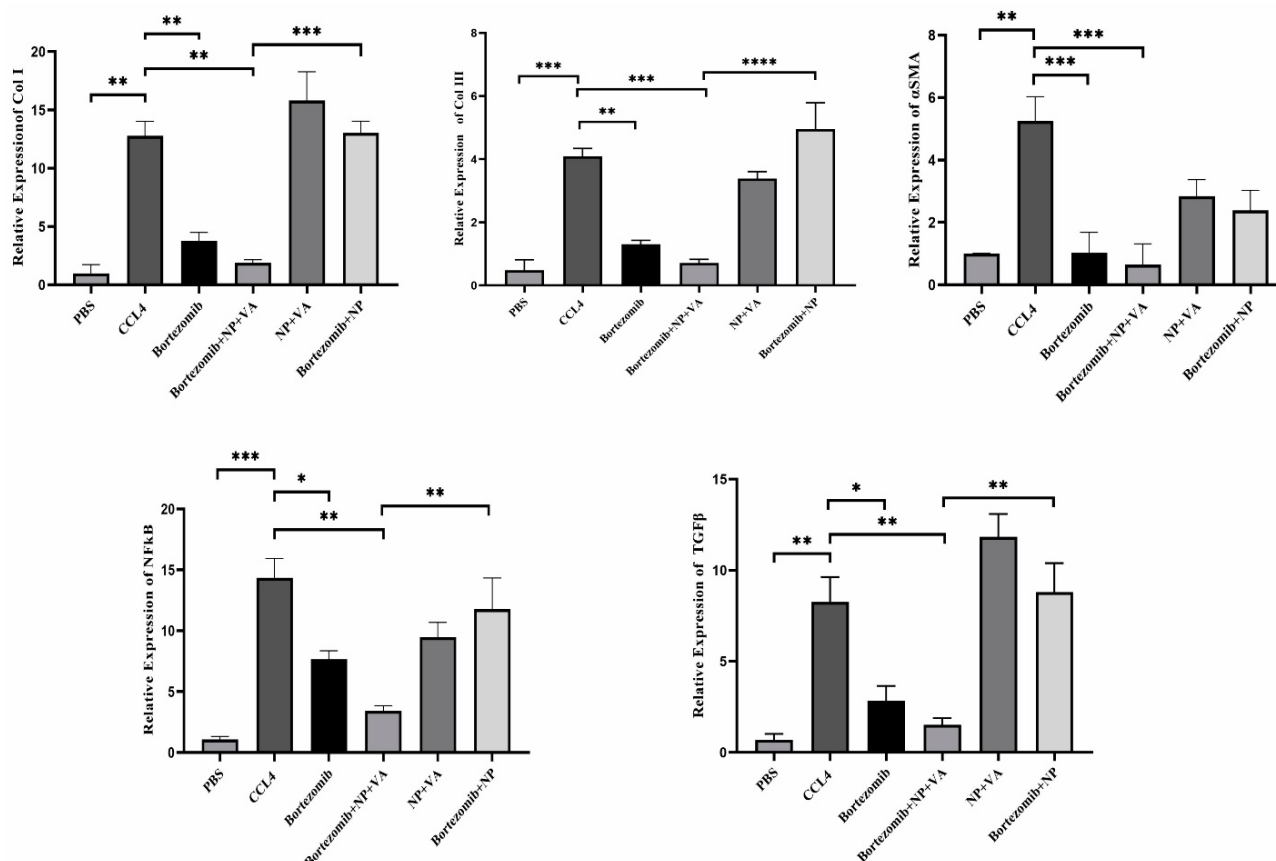 Relative Expressionof Col I
**
**
***
**
20
15
10
5
0
PBS
CCL4
Bortezomib
Bortezomib+NP+VA
NP+VA
Bortezomib+NP
Relative Expression of Col III
***
***
****
**
8
6
4
2
0
PBS
CCL4
Bortezomib
Bortezomib+NP+VA
NP+VA
Bortezomib+NP
Relative Expression of αSMA
**
***
***
8
6
4
2
0
PBS
CCL4
Bortezomib
Bortezomib+NP+VA
NP+VA
Bortezomib+NP
Relative Expression of NFkB
***
*
**
**
20
15
10
5
0
PBS
CCL4
Bortezomib
Bortezomib+NP+VA
NP+VA
Bortezomib+NP
Relative Expression of TGFβ
*
**
**
**
15
10
5
0
PBS
CCL4
Bortezomib
Bortezomib+NP+VA
NP+VA
Bortezomib+NP